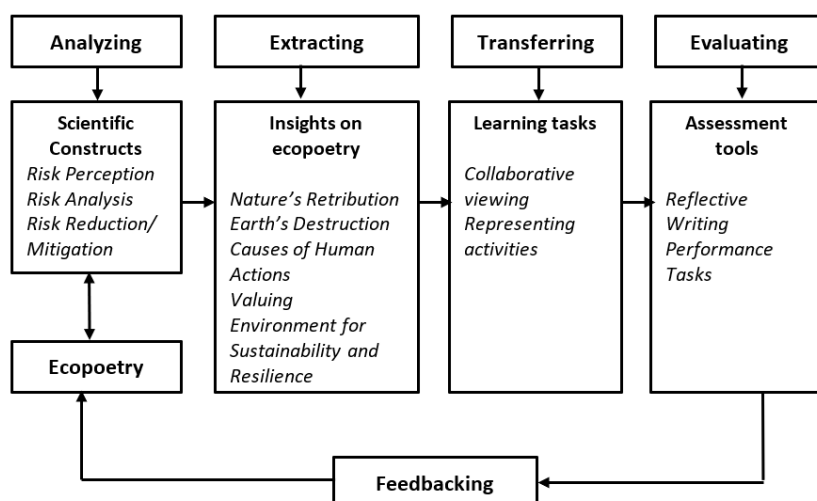 Analyzing
Extracting
Transferring
Evaluating
Scientific
Constructs
Risk Perception
Risk Analysis
Risk Reduction/
Mitigation
Insights on
ecopoetry
Nature's Retribution
Earth's Destruction
Causes of Human
Actions
Valuing
Environment for
Sustainability and
Resilience
Learning tasks
Collaborative
viewing
Representing
activities
Assessment
tools
Reflective
Writing
Performance
Tasks
Ecopoetry
Feedbacking